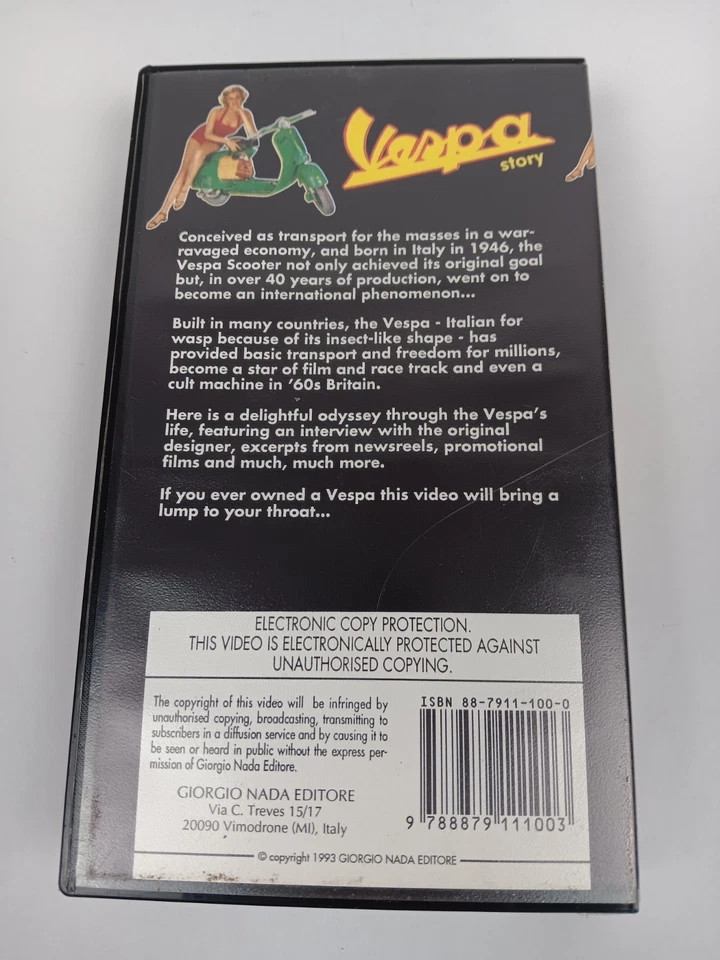 Vespa
story
Conceived as transport for the masses in a war-
ravaged economy, and born in Italy in 1946, the
Vespa Scooter not only achieved its original goal
but, in over 40 years of production, went on to
become an international phenomenon...
Built in many countries, the Vespa - Italian for
wasp because of its insect-like shape - has
provided basic transport and freedom for millions,
become a star of film and race track and even a
cult machine in '60s Britain.
Here is a delightful odyssey through the Vespa's
life, featuring an interview with the original
designer, excerpts from newsreels, promotional
films and much, much more.
If you ever owned a Vespa this video will bring a
lump to your throat...
ELECTRONIC COPY PROTECTION.
THIS VIDEO IS ELECTRONICALLY PROTECTED AGAINST
UNAUTHORISED COPYING.
The copyright of this video will be infringed by
unauthorised copying, broadcasting, transmitting to
subscribers in a diffusion service and by causing it to
be seen or heard in public without the express per-
mission of Giorgio Nada Editore.
GIORGIO NADA EDITORE
Via C. Treves 15/17
20090 Vimodrone (MI), Italy
ISBN 88-7911-100-0
9 788879 111003
© copyright 1993 GIORGIO NADA EDITORE